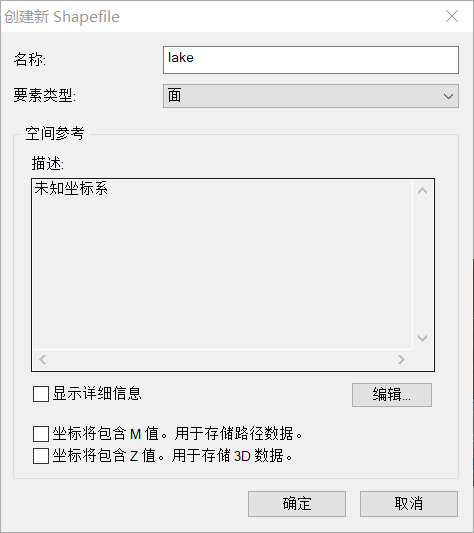 创建新 Shapefile
名称:
lake
要素类型:
面
空间参考
描述:
未知坐标系
显示详细信息
编辑...
坐标将包含 M 值。用于存储路径数据。
坐标将包含 Z 值。用于存储 3D 数据。
确定
取消